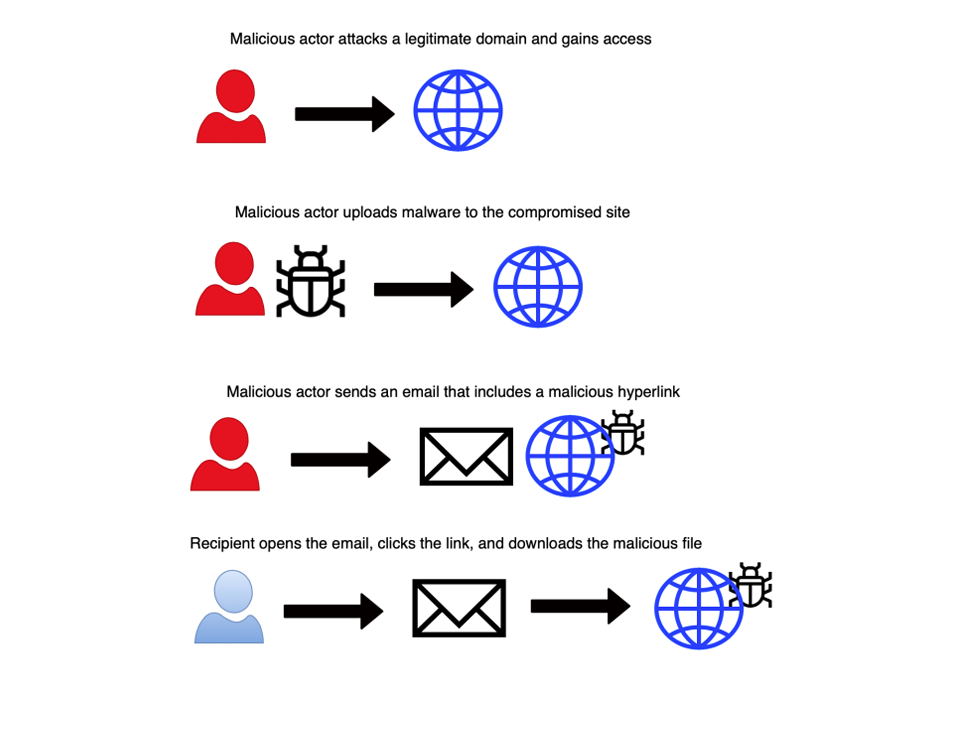 Malicious actor attacks a legitimate domain and gains access
Malicious actor uploads malware to the compromised site
Malicious actor sends an email that includes a malicious hyperlink
Recipient opens the email, clicks the link, and downloads the malicious file